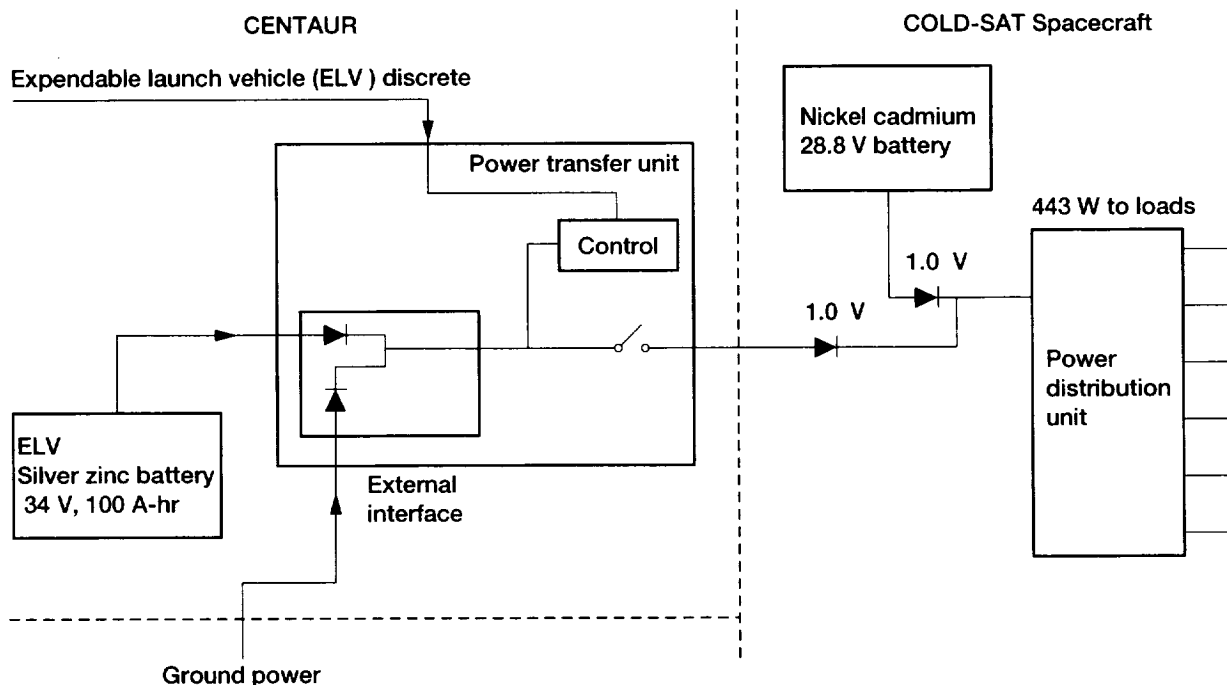 CENTAUR
COLD-SAT Spacecraft
Expendable launch vehicle (ELV ) discrete
Power transfer unit
Control
Nickel cadmium
28.8 V battery
443 W to loads
1.0 V
1.0 V
Power
distribution
unit
ELV
Silver zinc battery
34 V, 100 A-hr
External
interface
Ground power